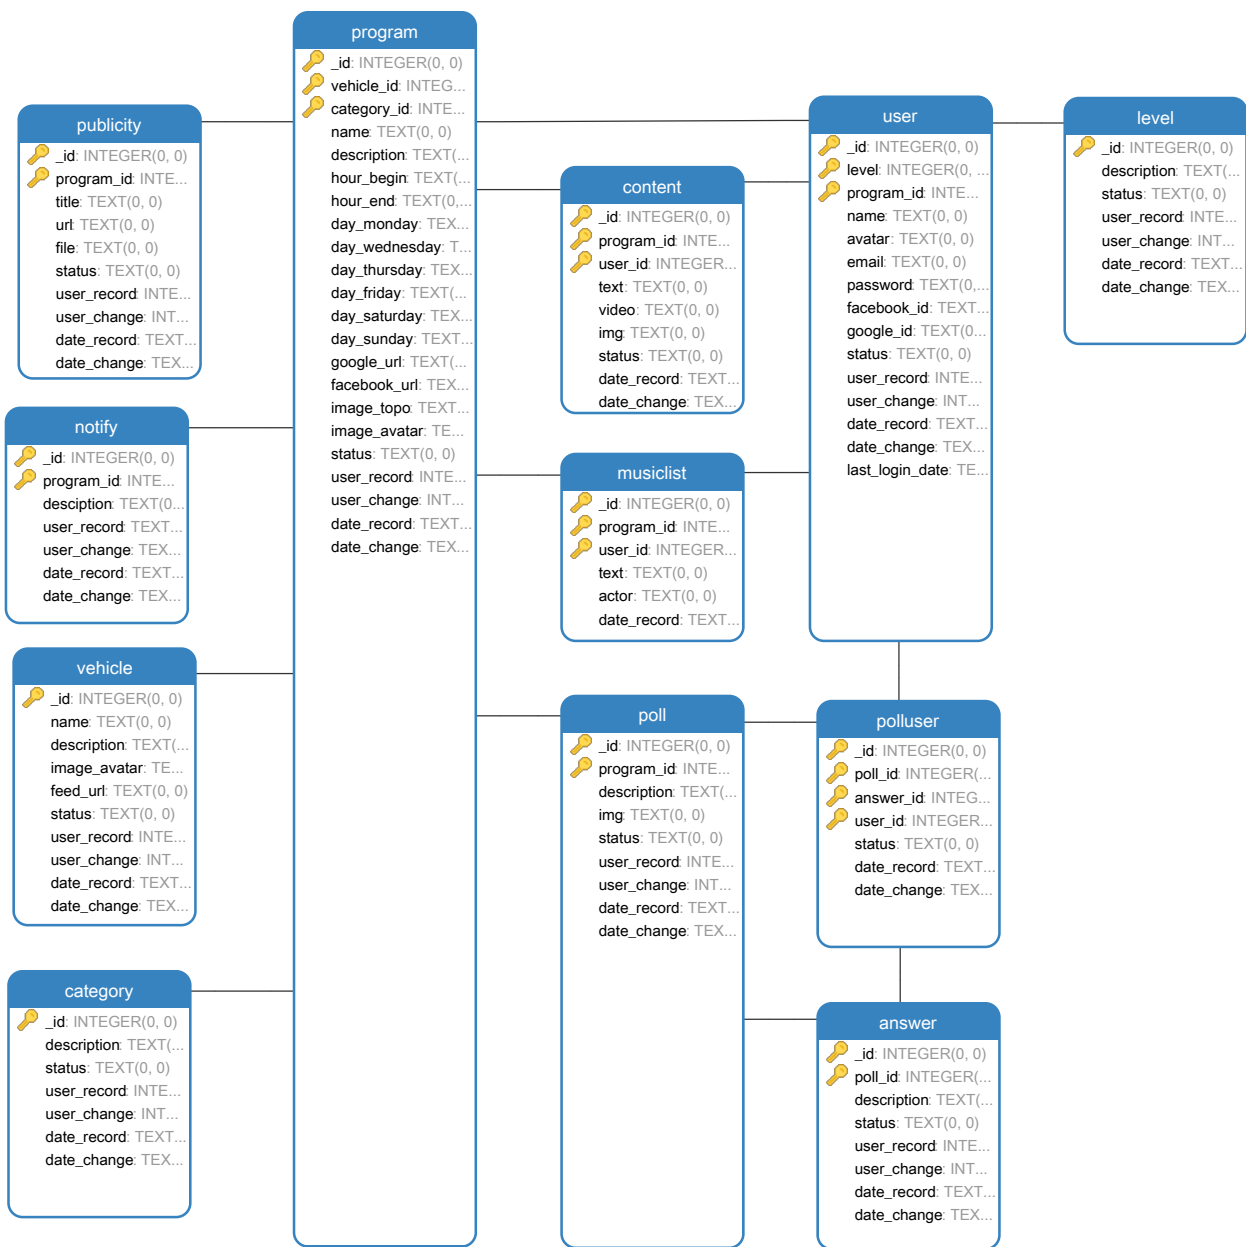 program
_id: INTEGER(0, 0)
vehicle_id: INTEG...
category_id: INTE...
name: TEXT(0, 0)
description: TEXT(...
hour_begin: TEXT(...
hour_end: TEXT(0,...
day_monday: TEX...
day_wednesday: T...
day_thursday: TEX...
day_friday: TEXT(...
day_saturday: TEX...
day_sunday: TEXT...
google_url: TEXT(...
facebook_url: TEX...
image_topo: TEXT...
image_avatar: TE...
status: TEXT(0, 0)
user_record: INTE...
user_change: INT...
date_record: TEXT...
date_change: TEX...
publicity
_id: INTEGER(0, 0)
program_id: INTE...
title: TEXT(0, 0)
url: TEXT(0, 0)
file: TEXT(0, 0)
status: TEXT(0, 0)
user_record: INTE...
user_change: INT...
date_record: TEXT...
date_change: TEX...
notify
_id: INTEGER(0, 0)
program_id: INTE...
desciption: TEXT(0...
user_record: TEXT...
user_change: TEX...
date_record: TEXT...
date_change: TEX...
vehicle
_id: INTEGER(0, 0)
name: TEXT(0, 0)
description: TEXT(...
image_avatar: TE...
feed_url: TEXT(0, 0)
status: TEXT(0, 0)
user_record: INTE...
user_change: INT...
date_record: TEXT...
date_change: TEX...
category
_id: INTEGER(0, 0)
description: TEXT(...
status: TEXT(0, 0)
user_record: INTE...
user_change: INT...
date_record: TEXT...
date_change: TEX...
content
_id: INTEGER(0, 0)
program_id: INTE...
user_id: INTEGER...
text: TEXT(0, 0)
video: TEXT(0, 0)
img: TEXT(0, 0)
status: TEXT(0, 0)
date_record: TEXT...
date_change: TEX...
musiclist
_id: INTEGER(0, 0)
program_id: INTE...
user_id: INTEGER...
text: TEXT(0, 0)
actor: TEXT(0, 0)
date_record: TEXT...
poll
_id: INTEGER(0, 0)
program_id: INTE...
description: TEXT(...
img: TEXT(0, 0)
status: TEXT(0, 0)
user_record: INTE...
user_change: INT...
date_record: TEXT...
date_change: TEX...
user
_id: INTEGER(0, 0)
level: INTEGER(0, ...
program_id: INTE...
name: TEXT(0, 0)
avatar: TEXT(0, 0)
email: TEXT(0, 0)
password: TEXT(0,...
facebook_id: TEXT...
google_id: TEXT(0...
status: TEXT(0, 0)
user_record: INTE...
user_change: INT...
date_record: TEXT...
date_change: TEX...
last_login_date: TE...
level
_id: INTEGER(0, 0)
description: TEXT(...
status: TEXT(0, 0)
user_record: INTE...
user_change: INT...
date_record: TEXT...
date_change: TEX...
polluser
_id: INTEGER(0, 0)
poll_id: INTEGER(...
answer_id: INTEG...
user_id: INTEGER...
status: TEXT(0, 0)
date_record: TEXT...
date_change: TEX...
answer
_id: INTEGER(0, 0)
poll_id: INTEGER(...
description: TEXT(...
status: TEXT(0, 0)
user_record: INTE...
user_change: INT...
date_record: TEXT...
date_change: TEX...